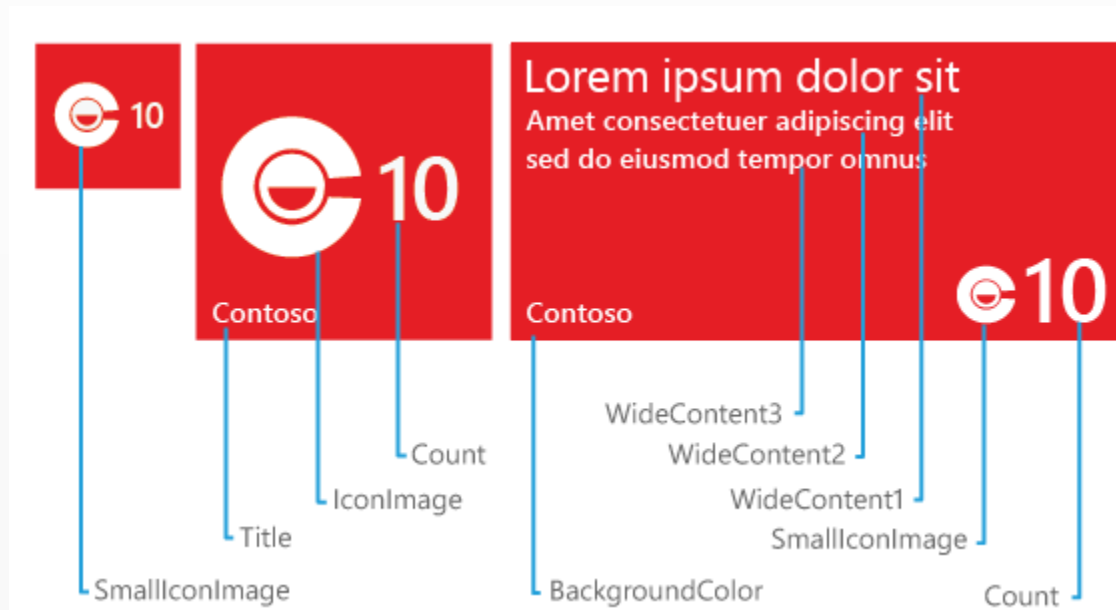 10
10
Contoso
Lorem ipsum dolor sit
Amet consectetuer adipiscing elit
sed do eiusmod tempor omnus
Contoso
10
WideContent3
Count
WideContent2
IconImage
WideContent1
Title
SmallIconImage
SmallIconImage
BackgroundColor
Count